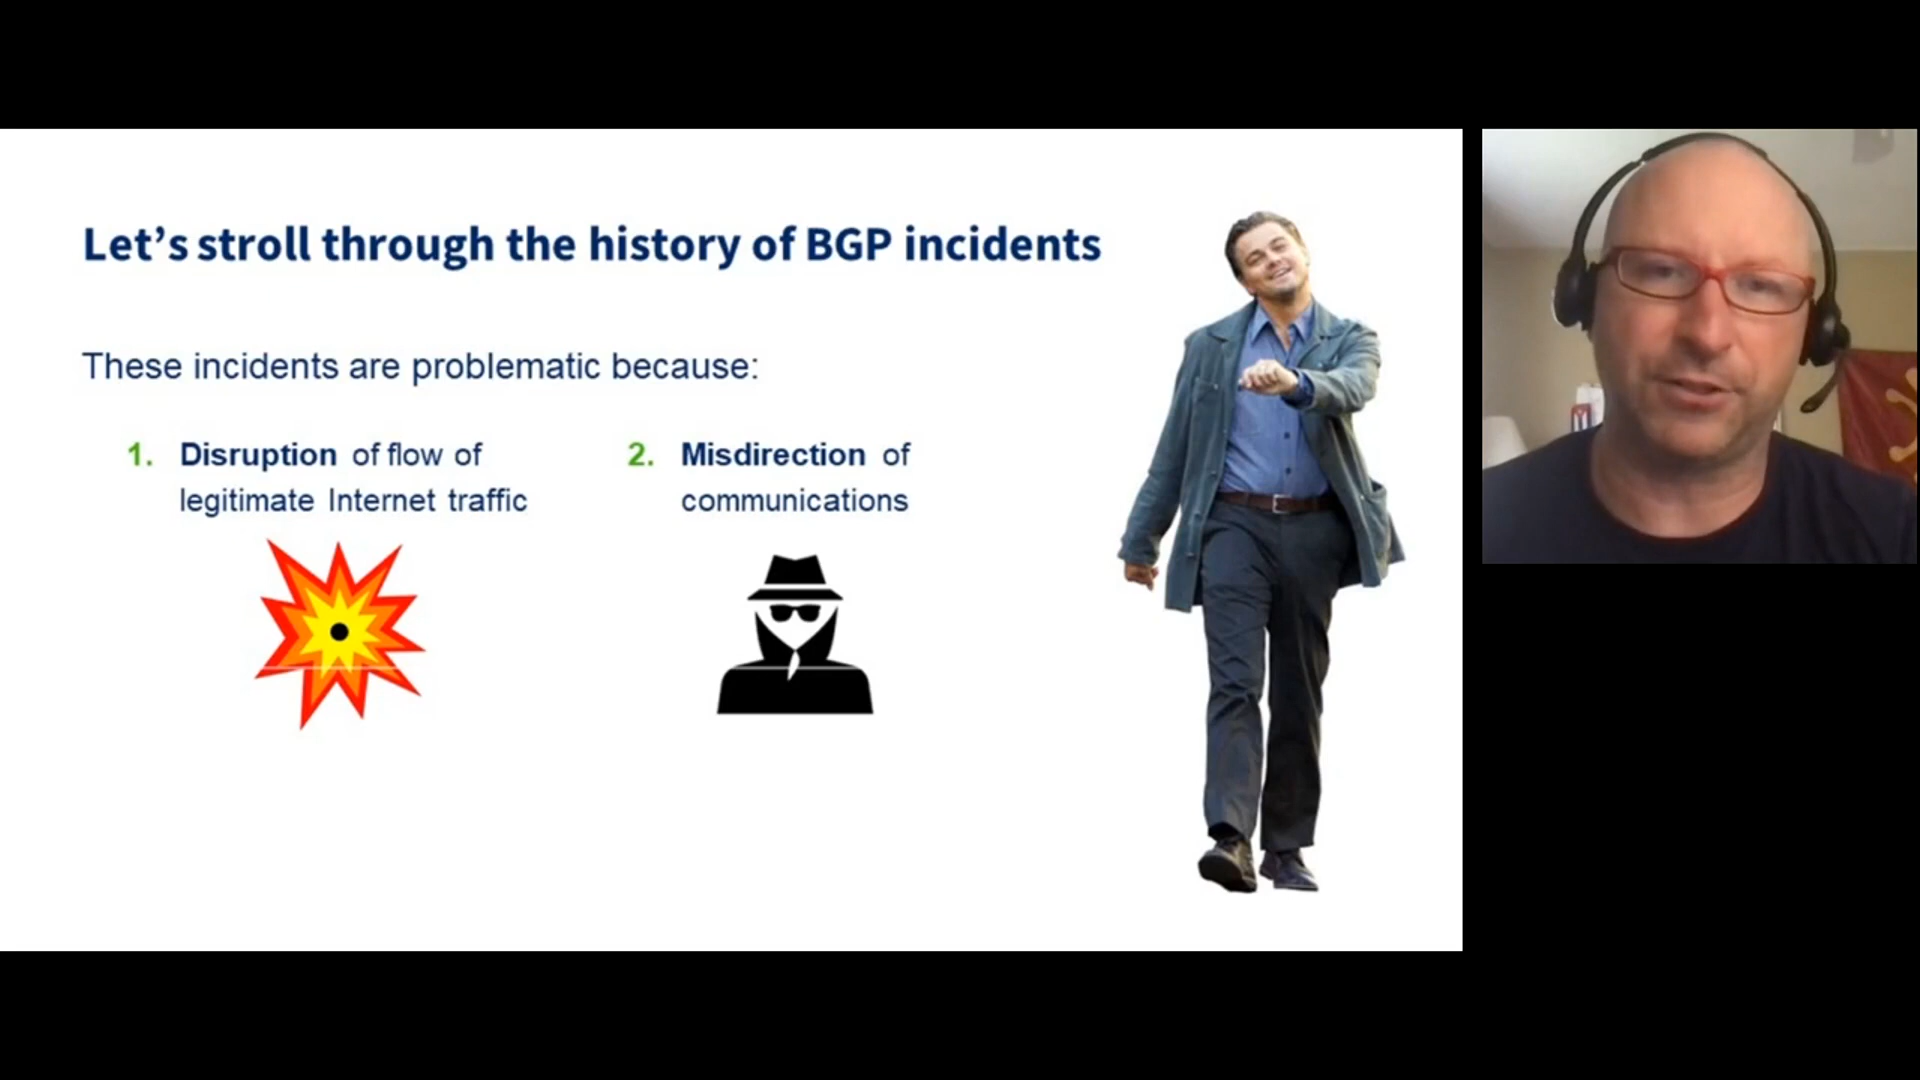 Let's stroll through the history of BGP incidents
These incidents are problematic because:
1. Disruption of flow of
legitimate Internet traffic
2. Misdirection of
communications